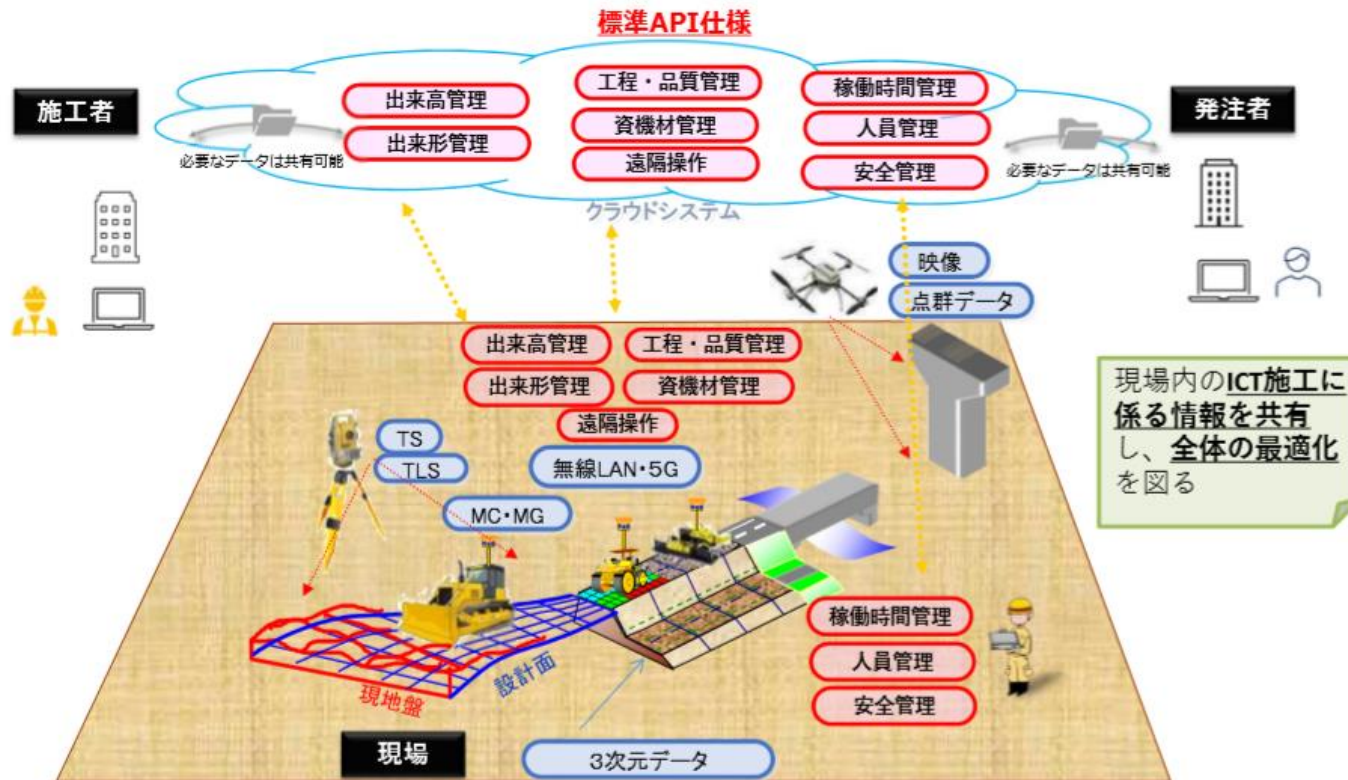 標準API仕様
施工者
発注者
出来高管理
出来形管理
工程・品質管理
資機材管理
遠隔操作
稼働時間管理
人員管理
安全管理
必要なデータは共有可能
必要なデータは共有可能
クラウドシステム
映像
点群データ
出来高管理
工程・品質管理
出来形管理
資機材管理
遠隔操作
無線LAN・5G
TS
TLS
MC・MG
現場内のICT施工に
係る情報を共有
し、全体の最適化
を図る
稼働時間管理
人員管理
安全管理
設計面
現地盤
現場
3次元データ